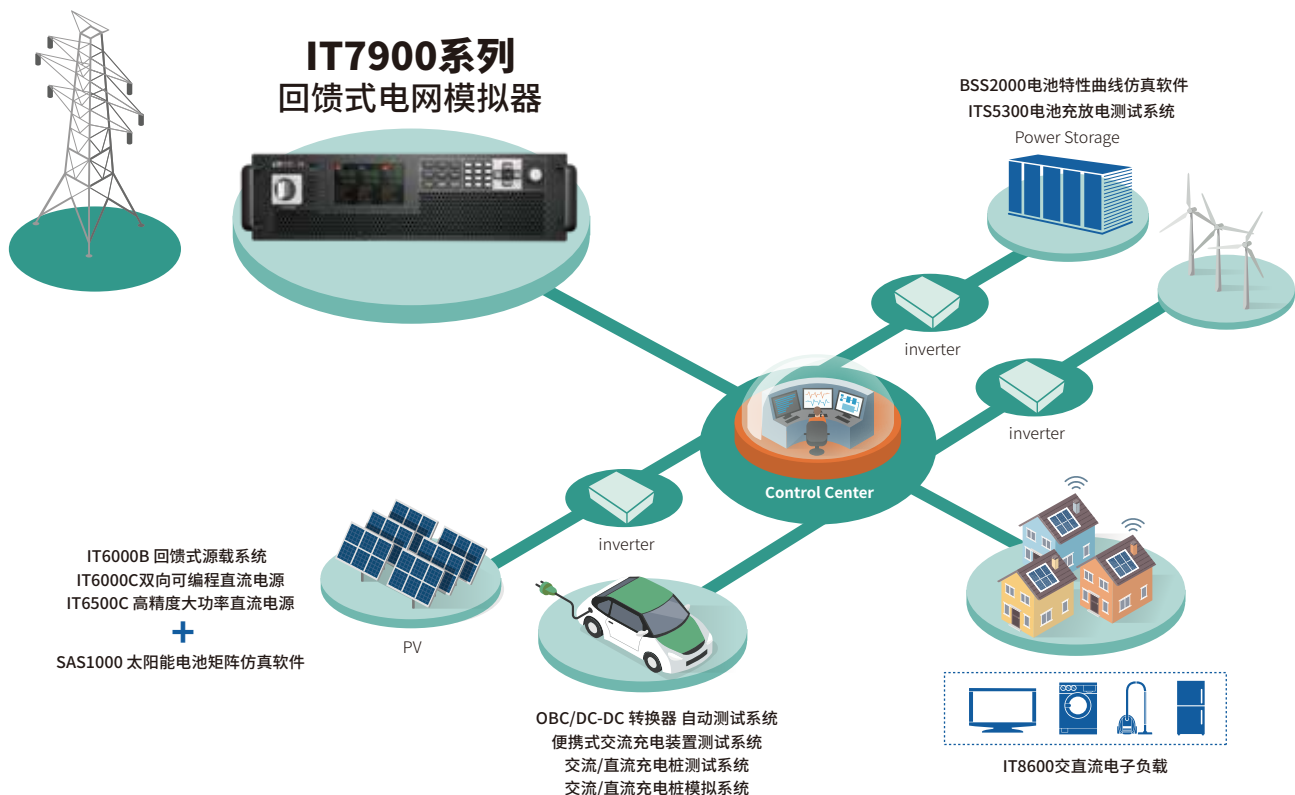 IT7900系列
回馈式电网模拟器
BSS2000电池特性曲线仿真软件
ITS5300电池充放电测试系统
Power Storage
inverter
inverter
Control Center
inverter
IT6000B 回馈式源载系统
IT6000C双向可编程直流电源
IT6500C 高精度大功率直流电源
+
SAS1000 太阳能电池矩阵仿真软件
PV
OBC/DC-DC 转换器 自动测试系统
便携式交流充电装置测试系统
交流/直流充电桩测试系统
交流/直流充电桩模拟系统
IT8600交直流电子负载